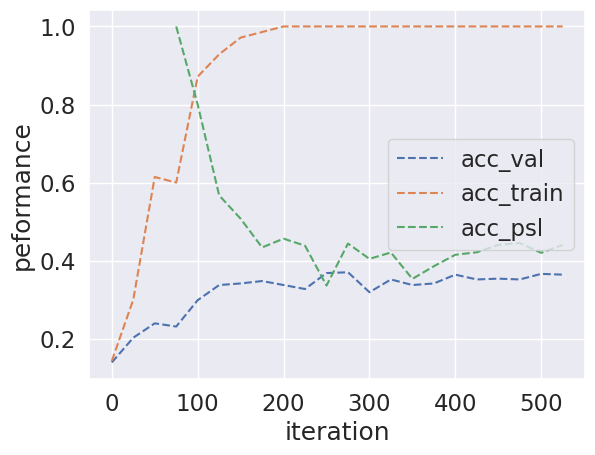 1.0
0.8
0.6
0.4
0.2
peformance
acc_val
acc_train
acc_psl
0 100 200 300 400 500
iteration